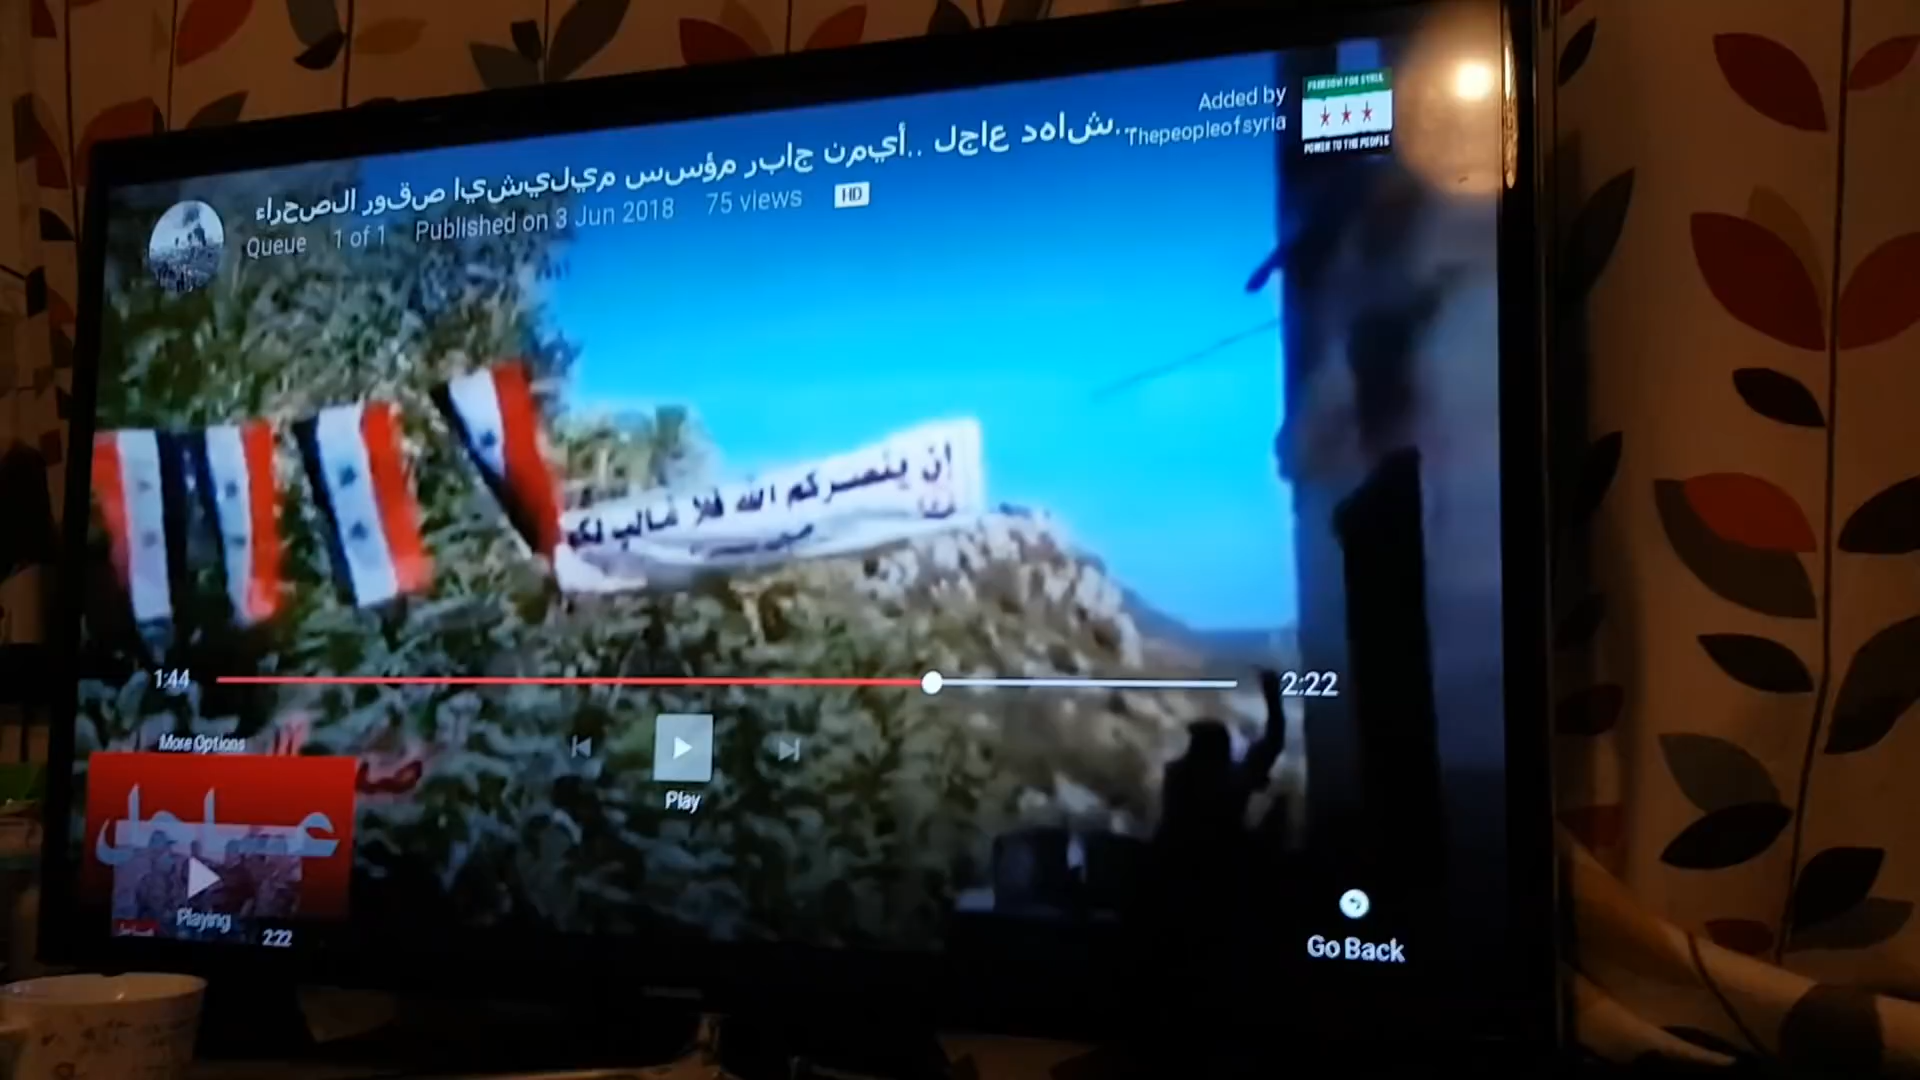 FREEDOM FOR SYRIA
POWER TO THE PEOPLE
Added by
Thepeopleofsyria
شاهد عاجل.. أيمن جابر مؤسس ميليشيا صقور الصحراء
Queue 1 of 1 Published on 3 Jun 2018 75 views HD
إن ينصركم الله فلا غالب لكم
1:44
2:22
More Options
Play
عاجل
Playing
2:22
Go Back